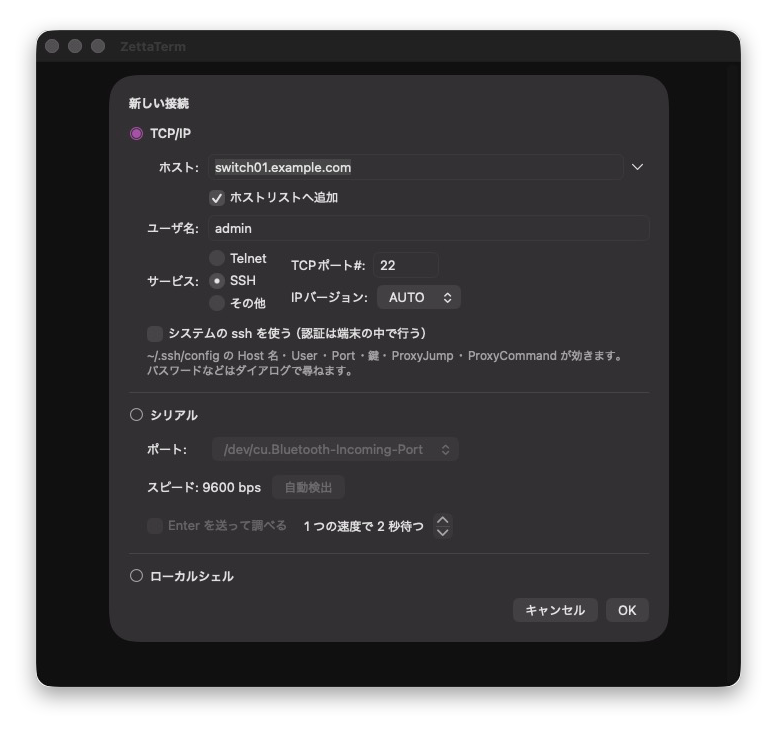 ZettaTerm
新しい接続
TCP/IP
ホスト: switch01.example.com
ホストリストへ追加
ユーザ名: admin
サービス:
Telnet
SSH
その他
TCPポート#: 22
IPバージョン: AUTO
システムの ssh を使う (認証は端末の中で行う)
~/.ssh/config の Host 名・User・Port・鍵・ProxyJump・ProxyCommand が効きます。
パスワードなどはダイアログで尋ねます。
シリアル
ポート: /dev/cu.Bluetooth-Incoming-Port
スピード: 9600 bps 自動検出
Enter を送って調べる 1 つの速度で 2 秒待つ
ローカルシェル
キャンセル OK